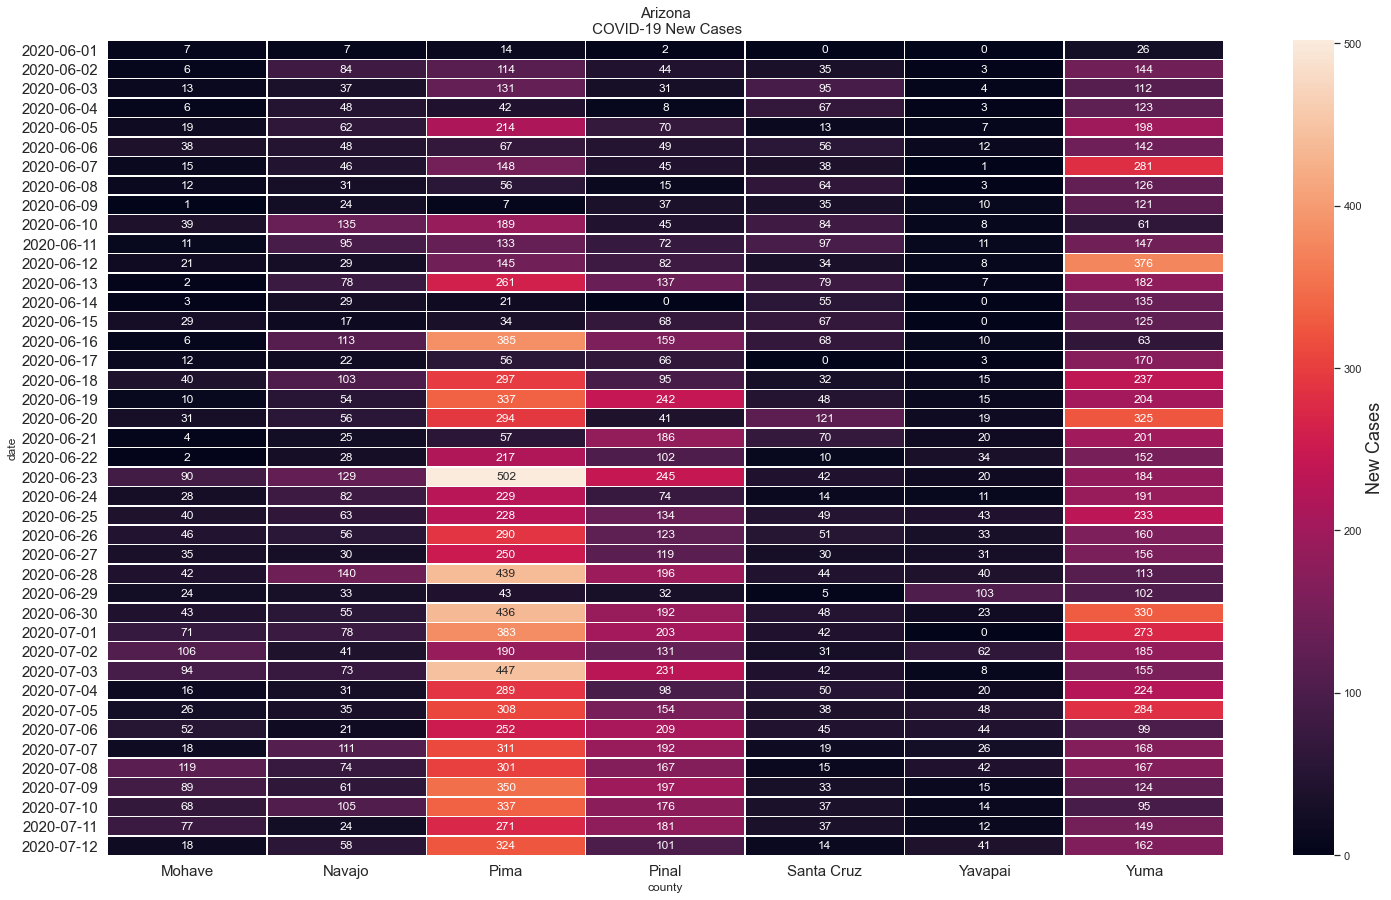 Arizona
COVID-19 New Cases
2020-06-01 7 7 14 2 0 0 26
2020-06-02 6 84 114 44 35 3 144
2020-06-03 13 37 131 31 95 4 112
2020-06-04 6 48 42 8 67 3 123
2020-06-05 19 62 214 70 13 7 198
2020-06-06 38 48 67 49 56 12 142
2020-06-07 15 46 148 45 38 1 281
2020-06-08 12 31 56 15 64 3 126
2020-06-09 1 24 7 37 35 10 121
2020-06-10 39 135 189 45 84 8 61
2020-06-11 11 95 133 72 97 11 147
2020-06-12 21 29 145 82 34 8 376
2020-06-13 2 78 261 137 79 7 182
2020-06-14 3 29 21 0 55 0 135
2020-06-15 29 17 34 68 67 0 125
2020-06-16 6 113 385 159 68 10 63
2020-06-17 12 22 56 66 0 3 170
2020-06-18 40 103 297 95 32 15 237
2020-06-19 10 54 337 242 48 15 204
2020-06-20 31 56 294 41 121 19 325
2020-06-21 4 25 57 186 70 20 201
2020-06-22 2 28 217 102 10 34 152
2020-06-23 90 129 502 245 42 20 184
2020-06-24 28 82 229 74 14 11 191
2020-06-25 40 63 228 134 49 43 233
2020-06-26 46 56 290 123 51 33 160
2020-06-27 35 30 250 119 30 31 156
2020-06-28 42 140 439 196 44 40 113
2020-06-29 24 33 43 32 5 103 102
2020-06-30 43 55 436 192 48 23 330
2020-07-01 71 78 383 203 42 0 273
2020-07-02 106 41 190 131 31 62 185
2020-07-03 94 73 447 231 42 8 155
2020-07-04 16 31 289 98 50 20 224
2020-07-05 26 35 308 154 38 48 284
2020-07-06 52 21 252 209 45 44 99
2020-07-07 18 111 311 192 19 26 168
2020-07-08 119 74 301 167 15 42 167
2020-07-09 89 61 350 197 33 15 124
2020-07-10 68 105 337 176 37 14 95
2020-07-11 77 24 271 181 37 12 149
2020-07-12 18 58 324 101 14 41 162
Mohave Navajo Pima Pinal Santa Cruz Yavapai Yuma
county
date
500
400
300
200
100
0
New Cases